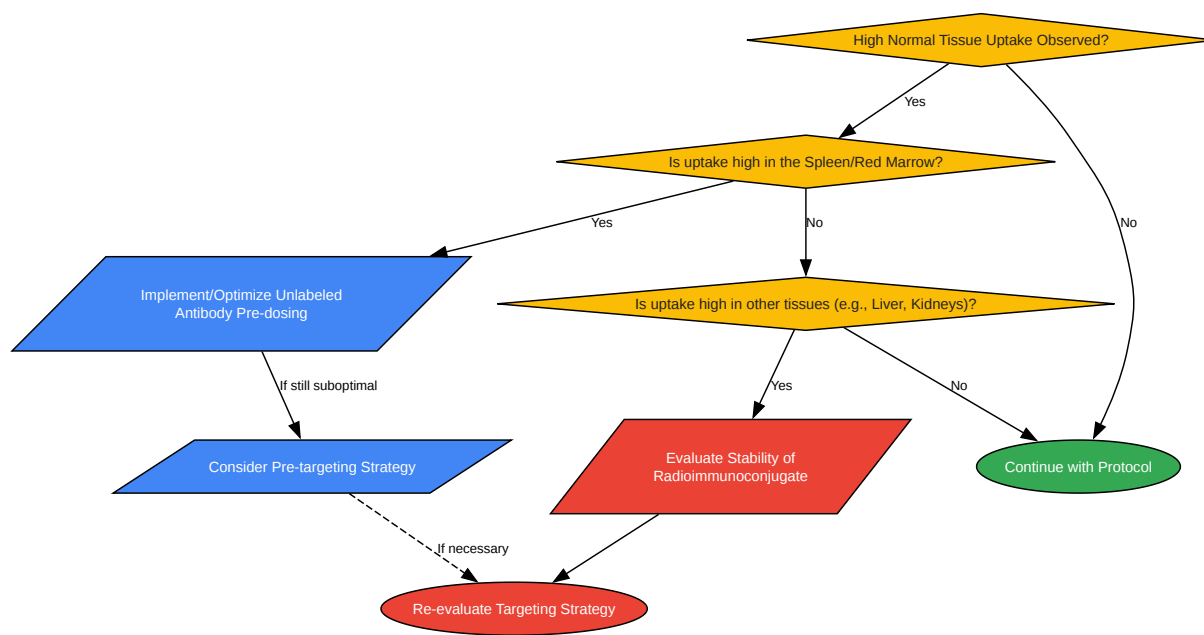 High Normal Tissue Uptake Observed?
Yes
Is uptake high in the Spleen/Red Marrow?
Yes
No
No
Implement/Optimize Unlabeled
Antibody Pre-dosing
Is uptake high in other tissues (e.g., Liver, Kidneys)?
If still suboptimal
Yes
No
Consider Pre-targeting Strategy
Evaluate Stability of
Radioimmunoconjugate
Continue with Protocol
If necessary
Re-evaluate Targeting Strategy